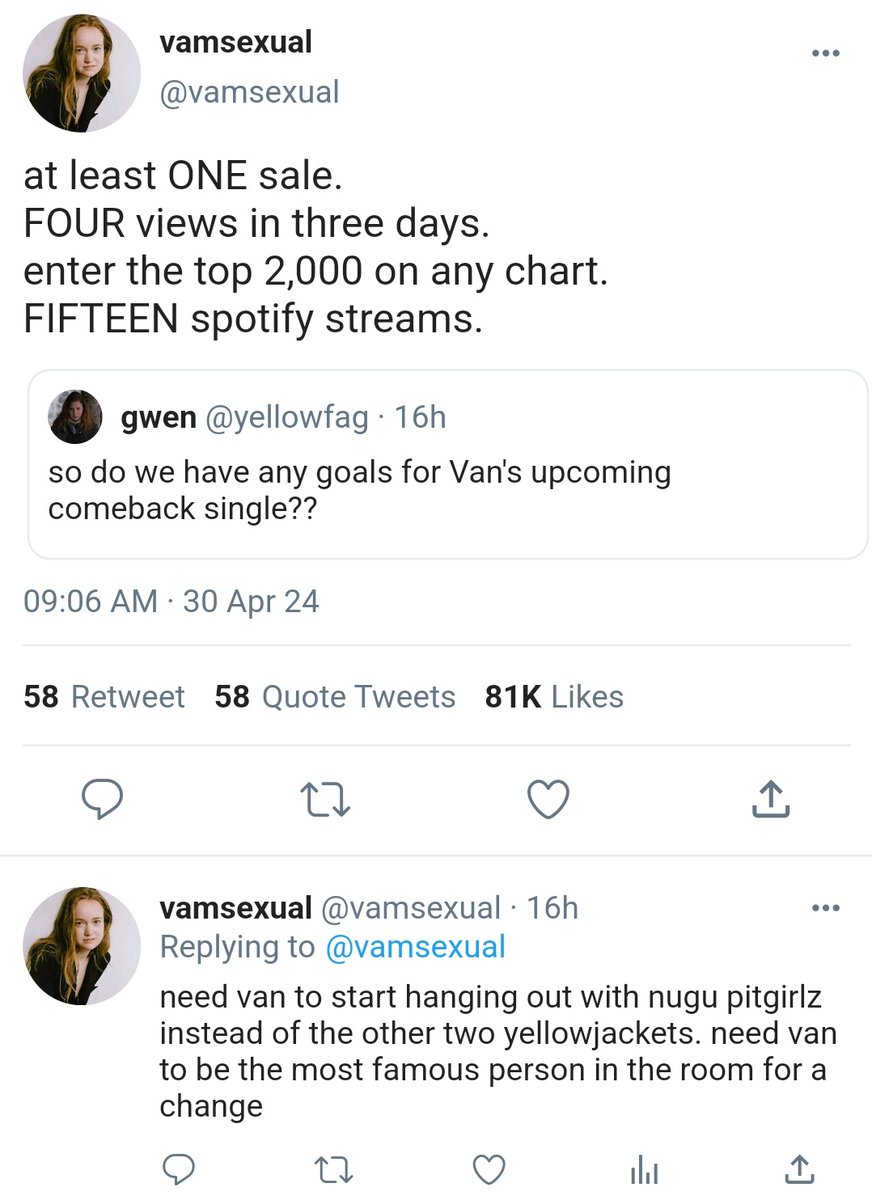 vamsexual
@vamsexual
at least ONE sale.
FOUR views in three days.
enter the top 2,000 on any chart.
FIFTEEN spotify streams.
gwen @yellowfag · 16h
so do we have any goals for Van's upcoming
comeback single??
09:06 AM · 30 Apr 24
58 Retweet 58 Quote Tweets 81K Likes
vamsexual @vamsexual · 16h
Replying to @vamsexual
need van to start hanging out with nugu pitgirlz
instead of the other two yellowjackets. need van
to be the most famous person in the room for a
change